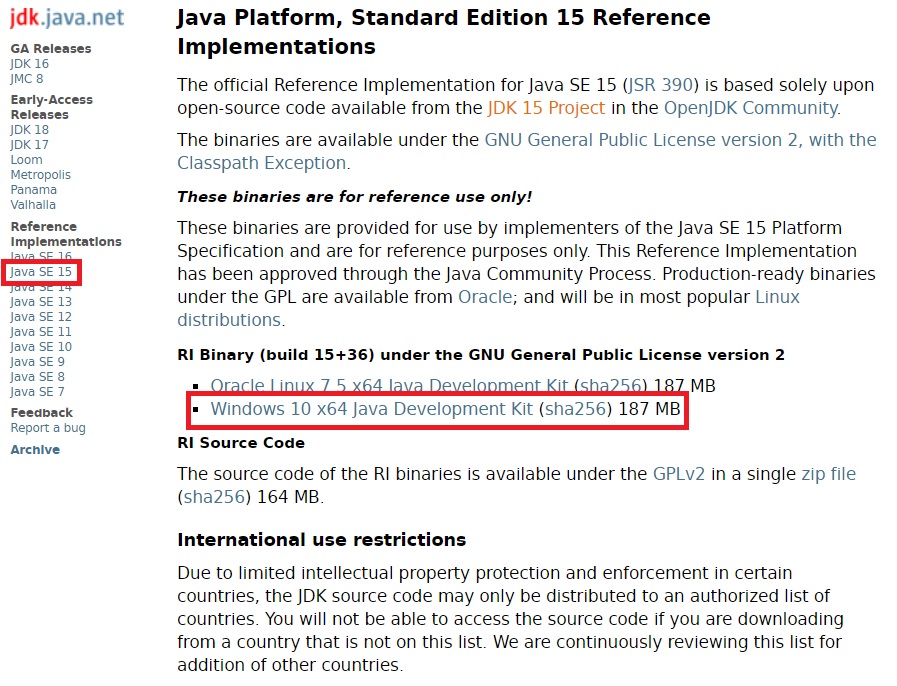 jdk.java.net
GA Releases
JDK 16
JMC 8
Early-Access
Releases
JDK 18
JDK 17
Loom
Metropolis
Panama
Valhalla
Reference
Implementations
Java SE 16
Java SE 15
Java SE 14
Java SE 13
Java SE 12
Java SE 11
Java SE 10
Java SE 9
Java SE 8
Java SE 7
Feedback
Report a bug
Archive
Java Platform, Standard Edition 15 Reference
Implementations
The official Reference Implementation for Java SE 15 (JSR 390) is based solely upon
open-source code available from the JDK 15 Project in the OpenJDK Community.
The binaries are available under the GNU General Public License version 2, with the
Classpath Exception.
These binaries are for reference use only!
These binaries are provided for use by implementers of the Java SE 15 Platform
Specification and are for reference purposes only. This Reference Implementation
has been approved through the Java Community Process. Production-ready binaries
under the GPL are available from Oracle; and will be in most popular Linux
distributions.
RI Binary (build 15+36) under the GNU General Public License version 2
▪ Oracle Linux 7.5 x64 Java Development Kit (sha256) 187 MB
▪ Windows 10 x64 Java Development Kit (sha256) 187 MB
RI Source Code
The source code of the RI binaries is available under the GPLv2 in a single zip file
(sha256) 164 MB.
International use restrictions
Due to limited intellectual property protection and enforcement in certain
countries, the JDK source code may only be distributed to an authorized list of
countries. You will not be able to access the source code if you are downloading
from a country that is not on this list. We are continuously reviewing this list for
addition of other countries.